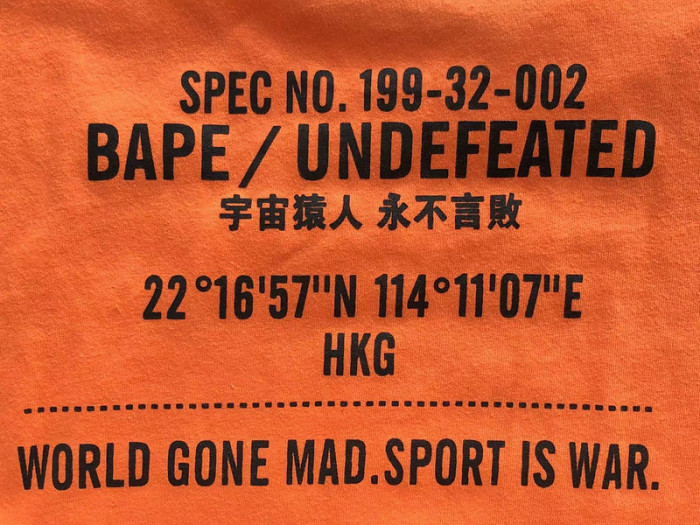 SPEC NO. 199-32-002
BAPE / UNDEFEATED
宇宙猿人 永不言敗
22°16'57"N 114°11'07"E
HKG
WORLD GONE MAD.SPORT IS WAR.